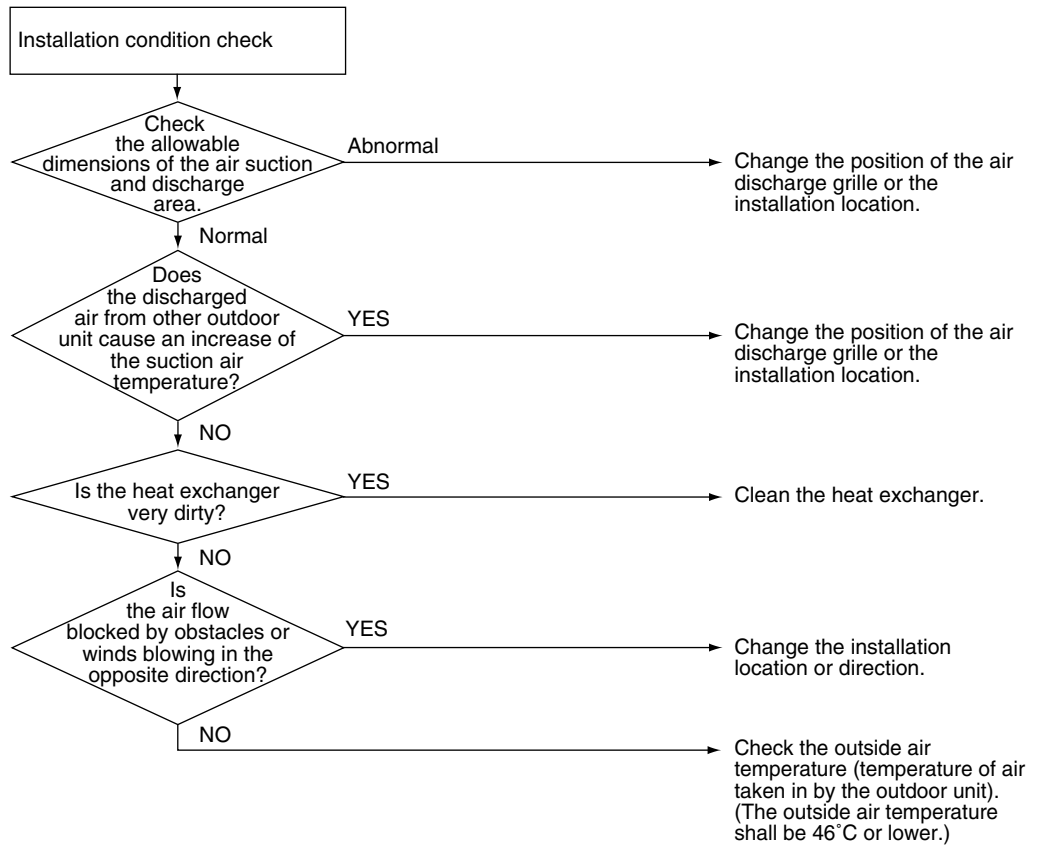 Installation condition check
Check
the allowable
dimensions of the air suction
and discharge
area.
Abnormal
Change the position of the air
discharge grille or the
installation location.
Normal
Does
the discharged
air from other outdoor
unit cause an increase of
the suction air
temperature?
YES
Change the position of the air
discharge grille or the
installation location.
NO
Is the heat exchanger
very dirty?
YES
Clean the heat exchanger.
NO
Is
the air flow
blocked by obstacles or
winds blowing in the
opposite direction?
YES
Change the installation
location or direction.
NO
Check the outside air
temperature (temperature of air
taken in by the outdoor unit).
(The outside air temperature
shall be 46˚C or lower.)